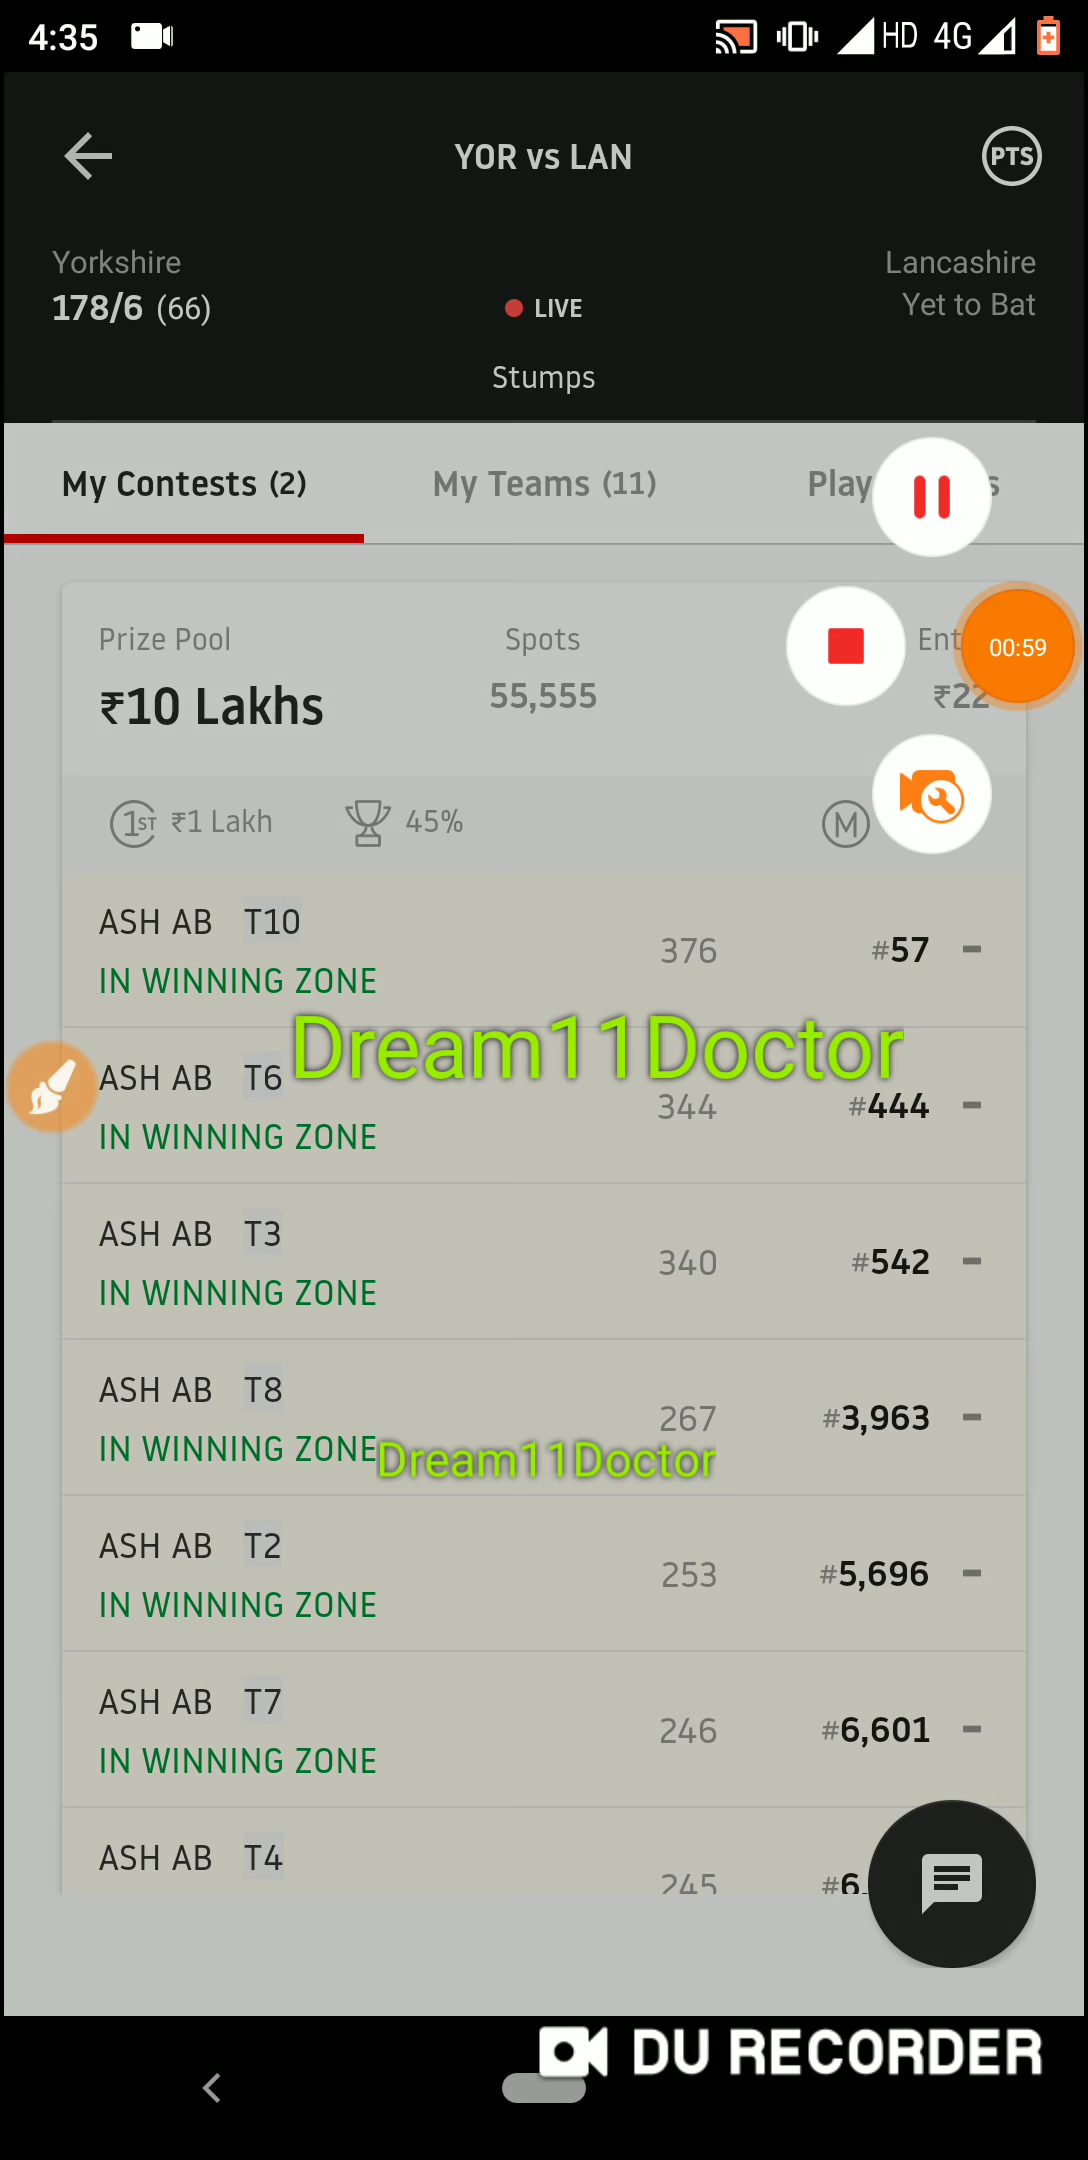 4:35
HD 4G
YOR vs LAN
PTS
Yorkshire
Lancashire
178/6 (66)
LIVE
Yet to Bat
Stumps
My Contests (2)
My Teams (11)
Prize Pool
Spots
₹10 Lakhs
55,555
₹22
00:59
1ST ₹1 Lakh
45%
M
ASH AB T10
376
#57
IN WINNING ZONE
Dream11Doctor
ASH AB T6
344
#444
IN WINNING ZONE
ASH AB T3
340
#542
IN WINNING ZONE
ASH AB T8
267
#3,963
IN WINNING ZONE
Dream11Doctor
ASH AB T2
253
#5,696
IN WINNING ZONE
ASH AB T7
246
#6,601
IN WINNING ZONE
ASH AB T4
245
DU RECORDER